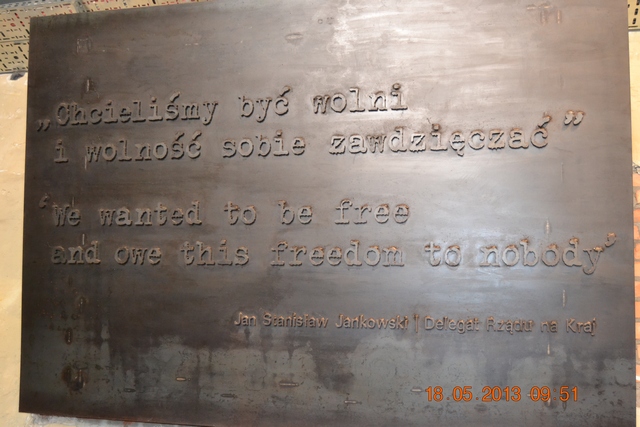 „Chcieliśmy być wolni
i wolność sobie zawdzięczać”
‘We wanted to be free
and owe this freedom to nobody’
Jan Stanisław Jankowski | Delegat Rządu na Kraj
18.05.2013 09:51